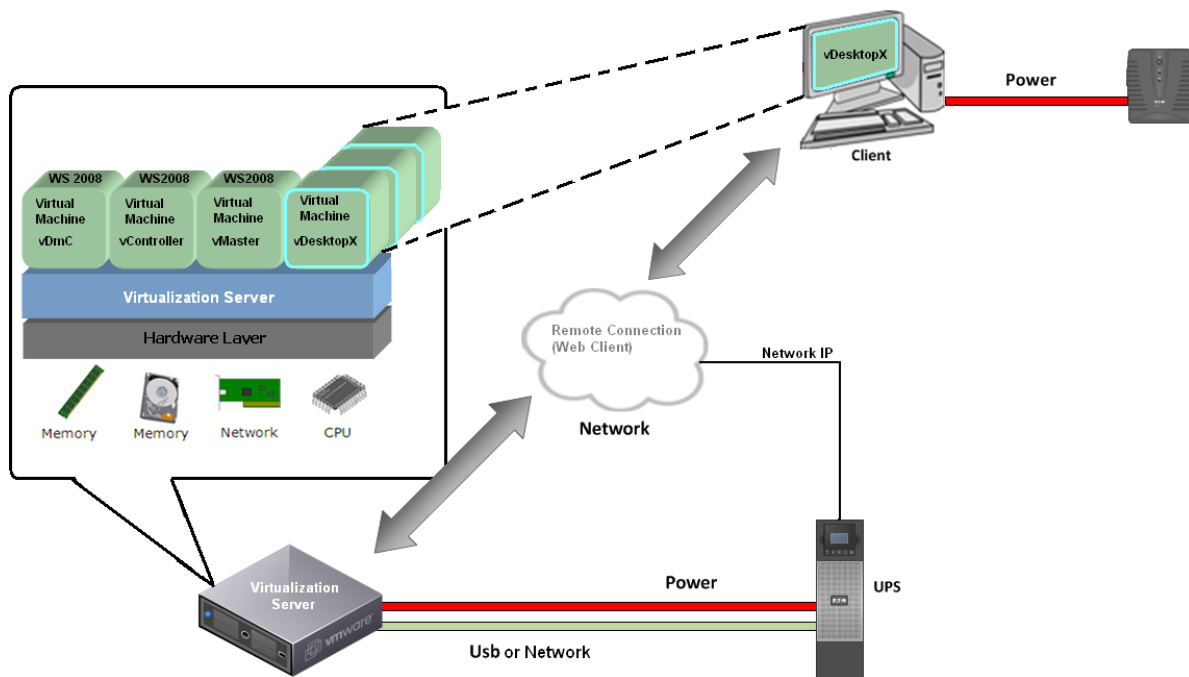 vDesktopX
Power
EATON
Client
WS 2008
WS2008
WS2008
Virtual
Machine
vDmC
Virtual
Machine
vController
Virtual
Machine
vMaster
Virtual
Machine
vDesktopX
Virtualization Server
Hardware Layer
Memory
Memory
Network
CPU
Remote Connection
(Web Client)
Network
Network IP
Virtualization
Server
vmware
Power
Usb or Network
EATON
UPS